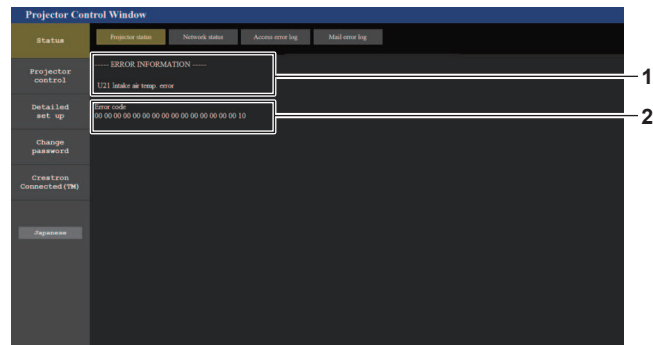 Projector Control Window
Status
Projector status
Network status
Access error log
Mail error log
Projector
control
Detailed
set up
Change
password
Crestron
Connected(TM)
Japanese
----- ERROR INFORMATION -----
U21 Intake air temp. error
Error code
00 00 00 00 00 00 00 00 00 00 00 00 00 00 00 10
1
2